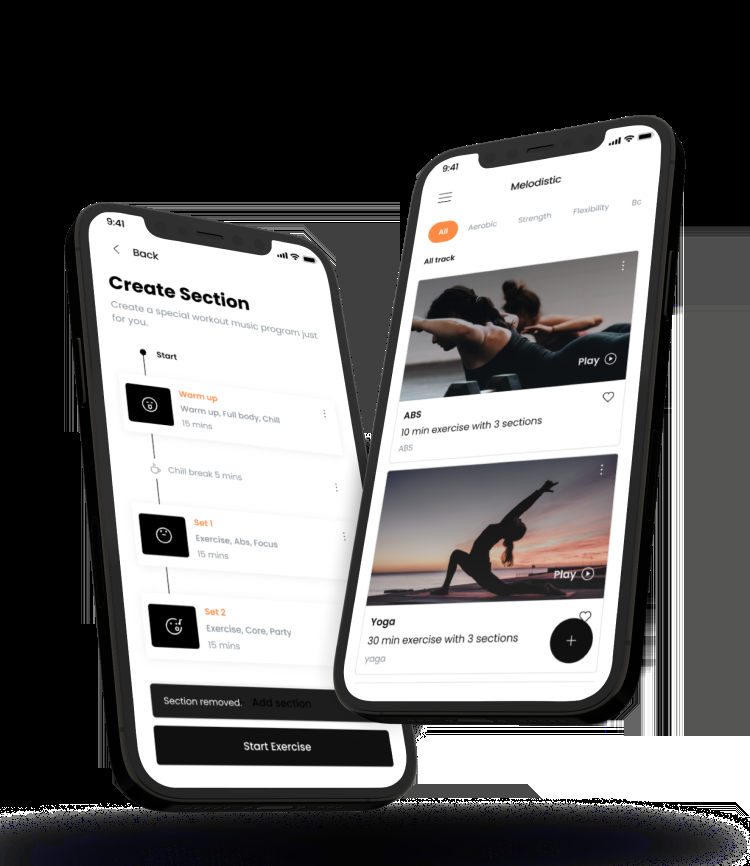 9:41
Back
Create Section
Create a special workout music program just
for you.
Start
Warm up
Warm up, Full body, Chill
15 mins
Chill break 5 mins
Set 1
Exercise, Abs, Focus
15 mins
Set 2
Exercise, Core, Party
15 mins
Section removed. Add section
Start Exercise
9:41
Melodistic
All Aerobic Strength Flexibility
All track
Play
ABS
10 min exercise with 3 sections
ABS
Play
Yoga
30 min exercise with 3 sections
yoga